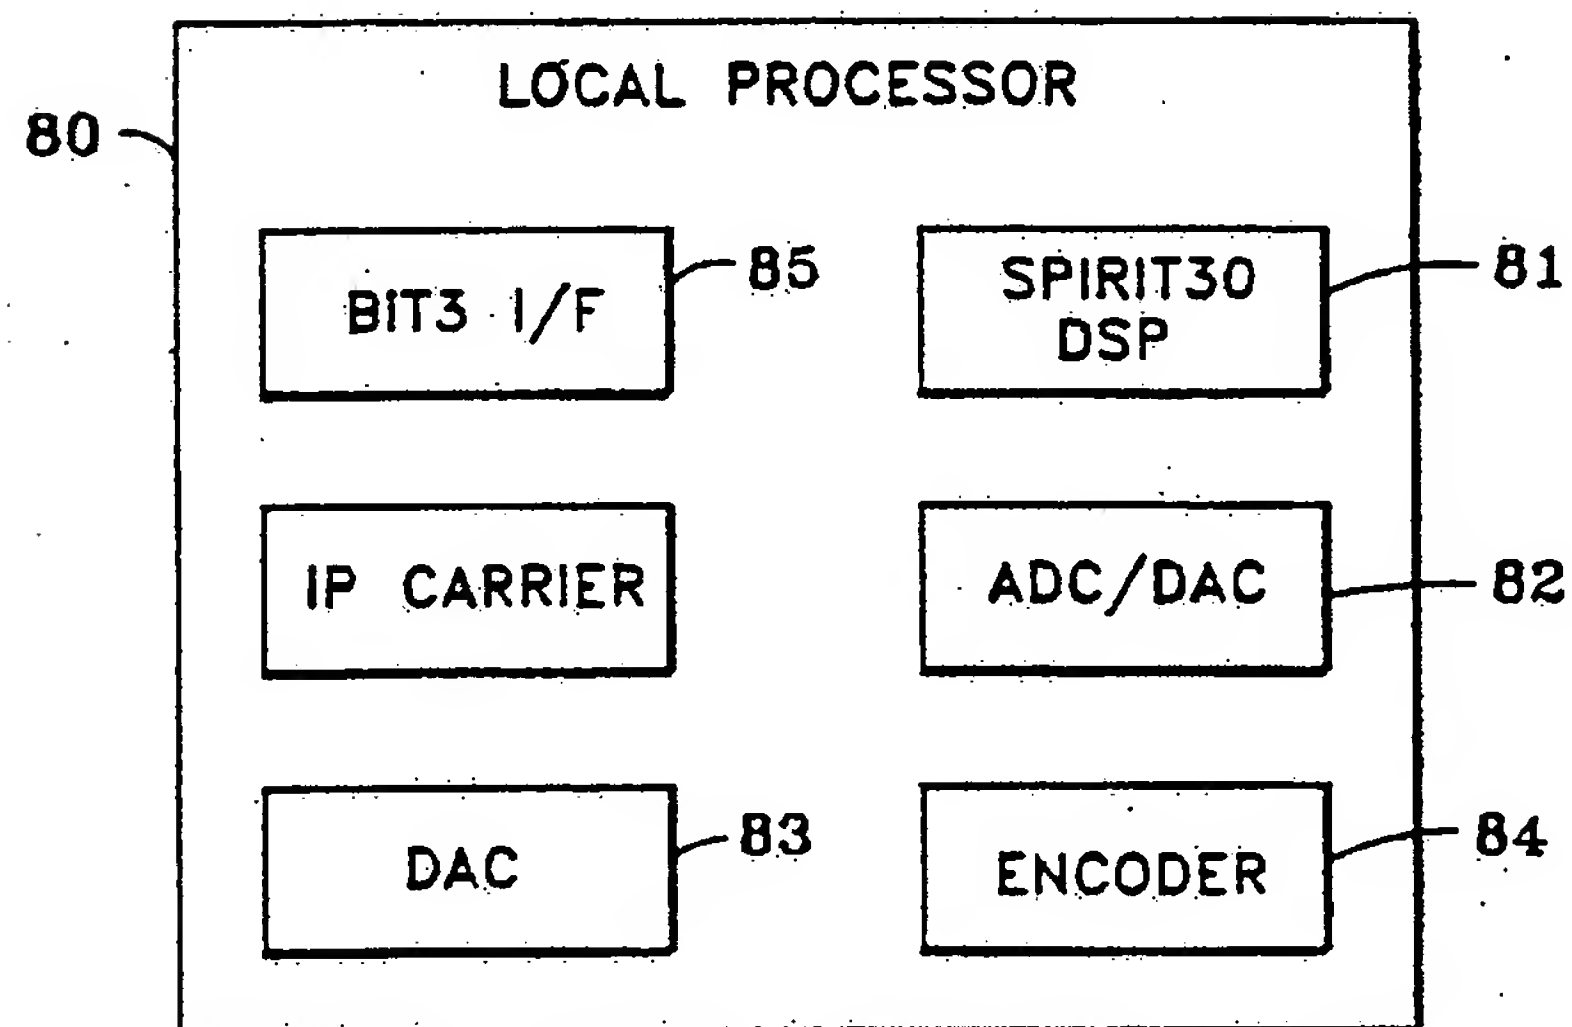 LOCAL PROCESSOR
80
BIT3 I/F
85
SPIRIT30
DSP
81
IP CARRIER
ADC/DAC
82
DAC
83
ENCODER
84